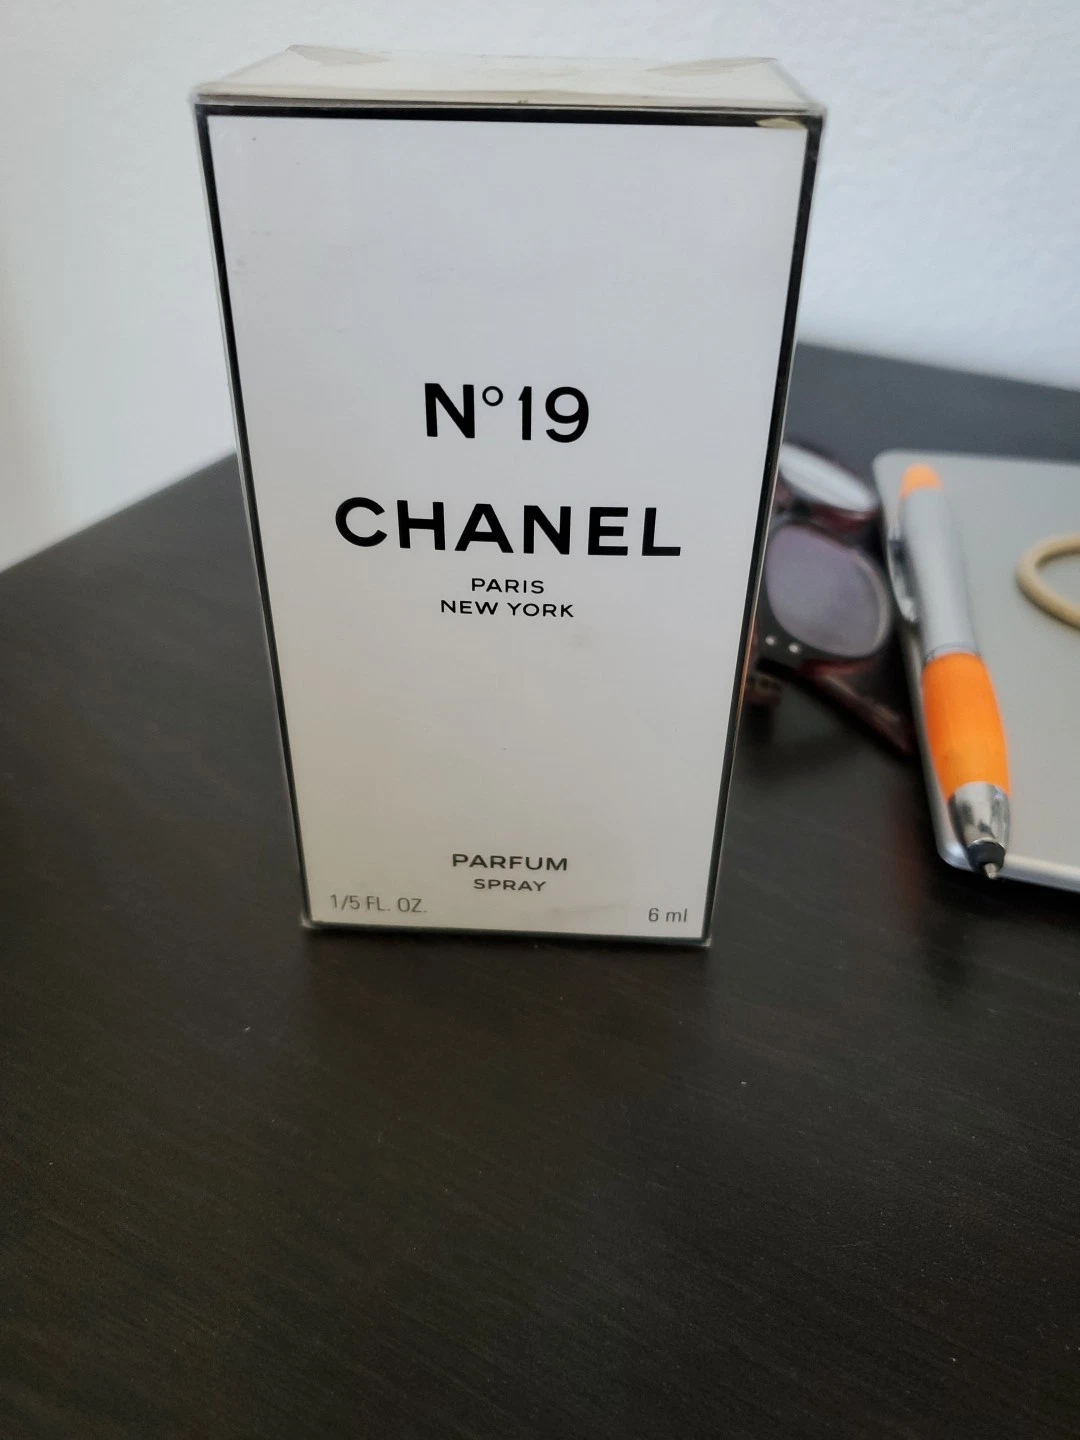 N°19
CHANEL
PARIS
NEW YORK
PARFUM
SPRAY
1/5 FL. OZ.
6 ml